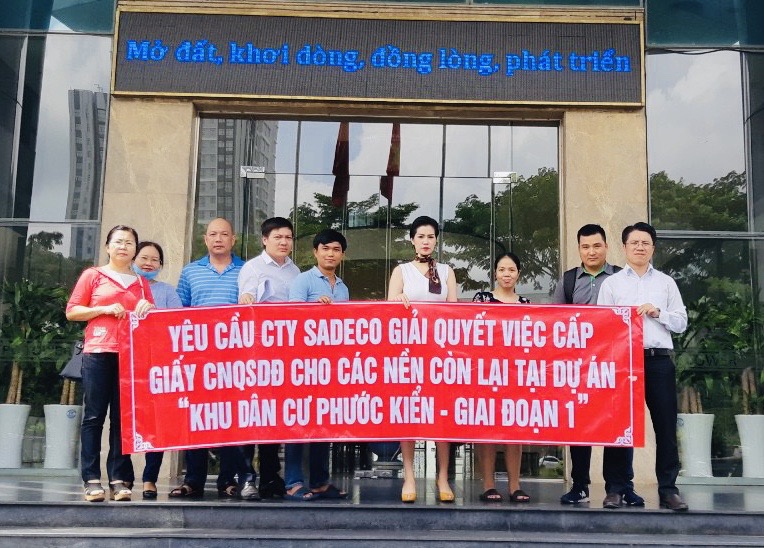 Mở đất, khơi dòng, đồng lòng, phát triển
YÊU CẦU CTY SADECO GIẢI QUYẾT VIỆC CẤP
GIẤY CNQSDĐ CHO CÁC NỀN CÒN LẠI TẠI DỰ ÁN
“KHU DÂN CƯ PHƯỚC KIỂN - GIAI ĐOẠN 1”